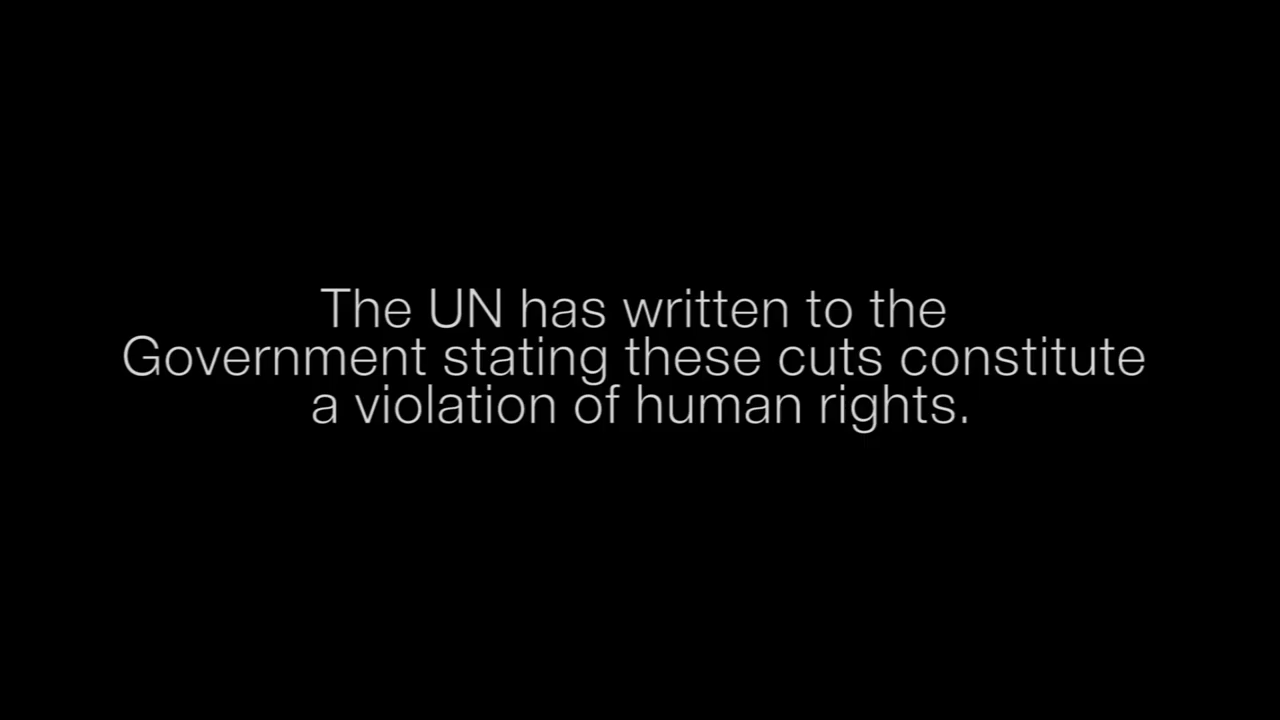 The UN has written to the
Government stating these cuts constitute
a violation of human rights.